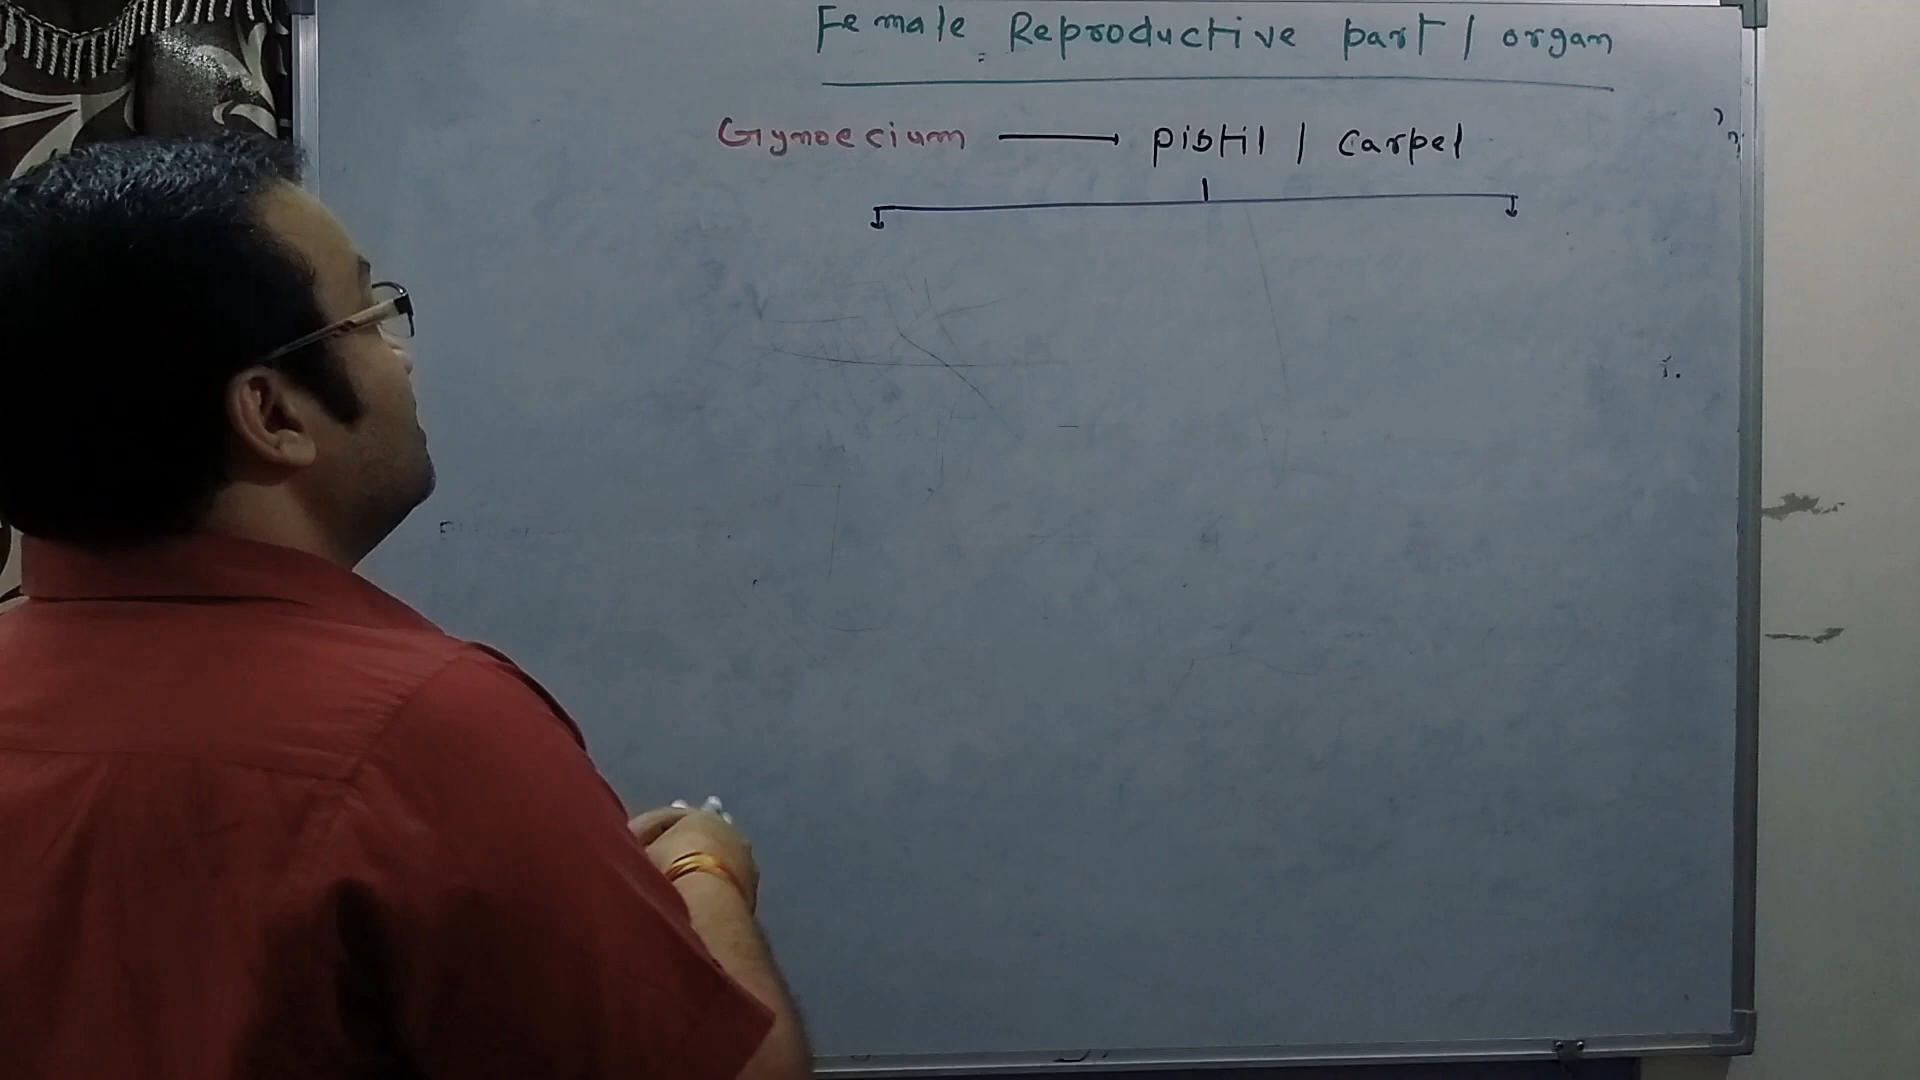 Female Reproductive part / organ
Gynoecium → pistil / carpel